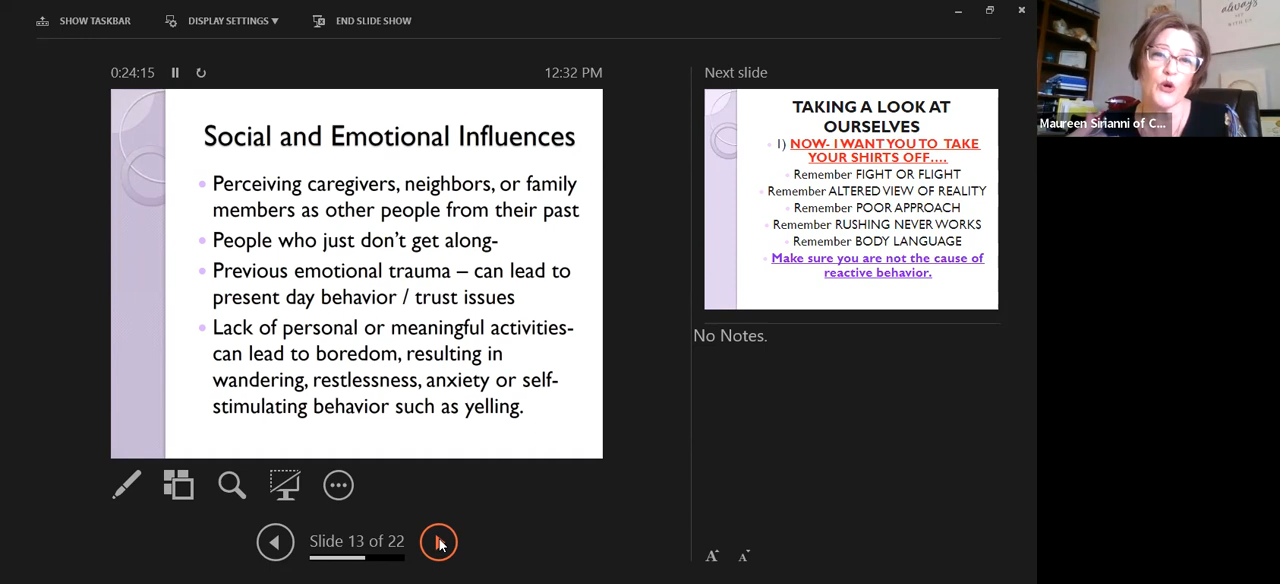 SHOW TASKBAR
DISPLAY SETTINGS ▼
END SLIDE SHOW
0:24:15
12:32 PM
Social and Emotional Influences
• Perceiving caregivers, neighbors, or family
members as other people from their past
• People who just don't get along-
• Previous emotional trauma – can lead to
present day behavior / trust issues
• Lack of personal or meaningful activities-
can lead to boredom, resulting in
wandering, restlessness, anxiety or self-
stimulating behavior such as yelling.
Slide 13 of 22
Next slide
TAKING A LOOK AT
OURSELVES
• 1) NOW- I WANT YOU TO TAKE
YOUR SHIRTS OFF....
• Remember FIGHT OR FLIGHT
• Remember ALTERED VIEW OF REALITY
• Remember POOR APPROACH
• Remember RUSHING NEVER WORKS
• Remember BODY LANGUAGE
• Make sure you are not the cause of
reactive behavior.
No Notes.
A A
always
Maureen Sirianni of C...